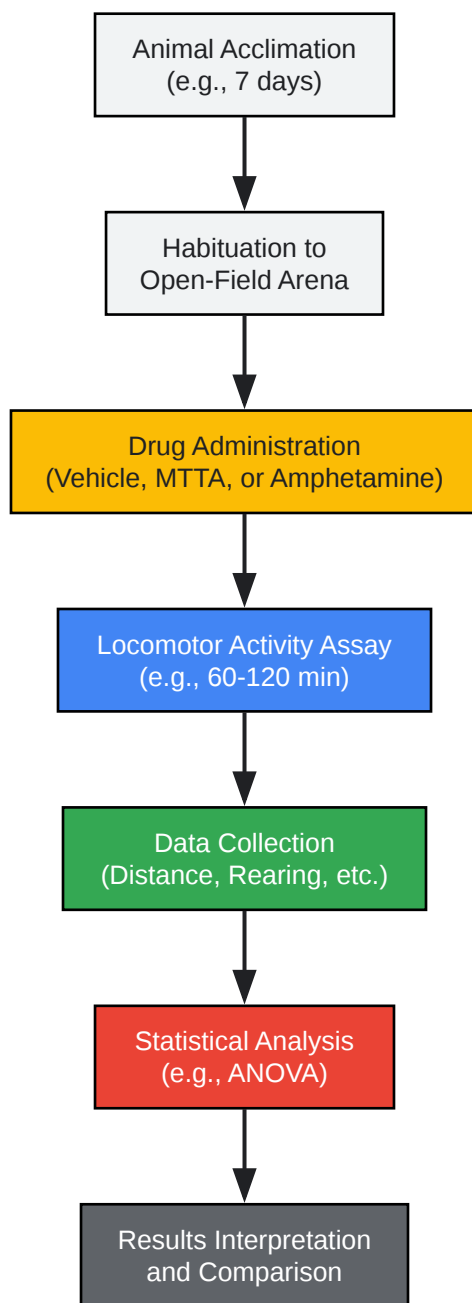 Animal Acclimation
(e.g., 7 days)
Habituation to
Open-Field Arena
Drug Administration
(Vehicle, MTTA, or Amphetamine)
Locomotor Activity Assay
(e.g., 60-120 min)
Data Collection
(Distance, Rearing, etc.)
Statistical Analysis
(e.g., ANOVA)
Results Interpretation
and Comparison